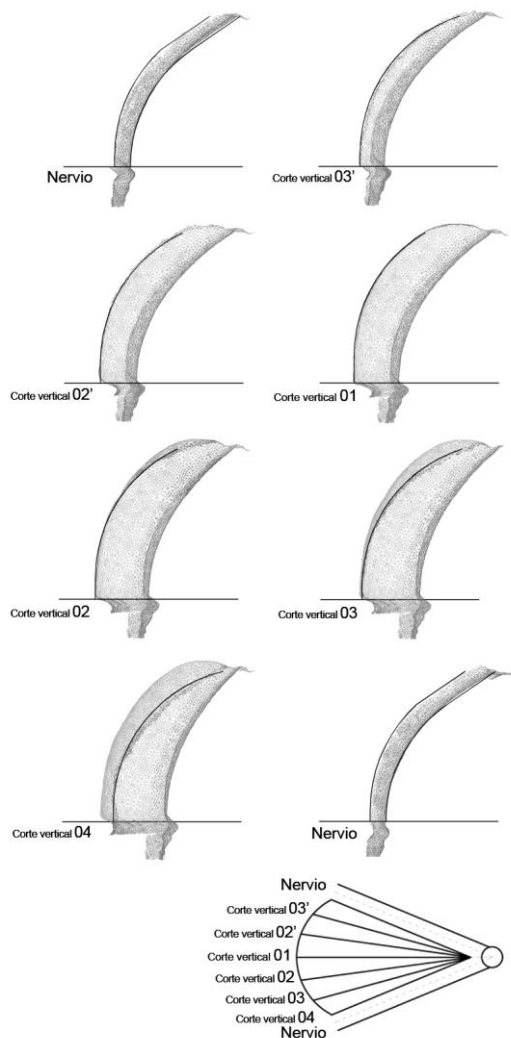 Nervio
Corte vertical 03'
Corte vertical 02'
Corte vertical 01
Corte vertical 02
Corte vertical 03
Corte vertical 04
Nervio
Nervio
Corte vertical 03'
Corte vertical 02'
Corte vertical 01
Corte vertical 02
Corte vertical 03
Corte vertical 04
Nervio